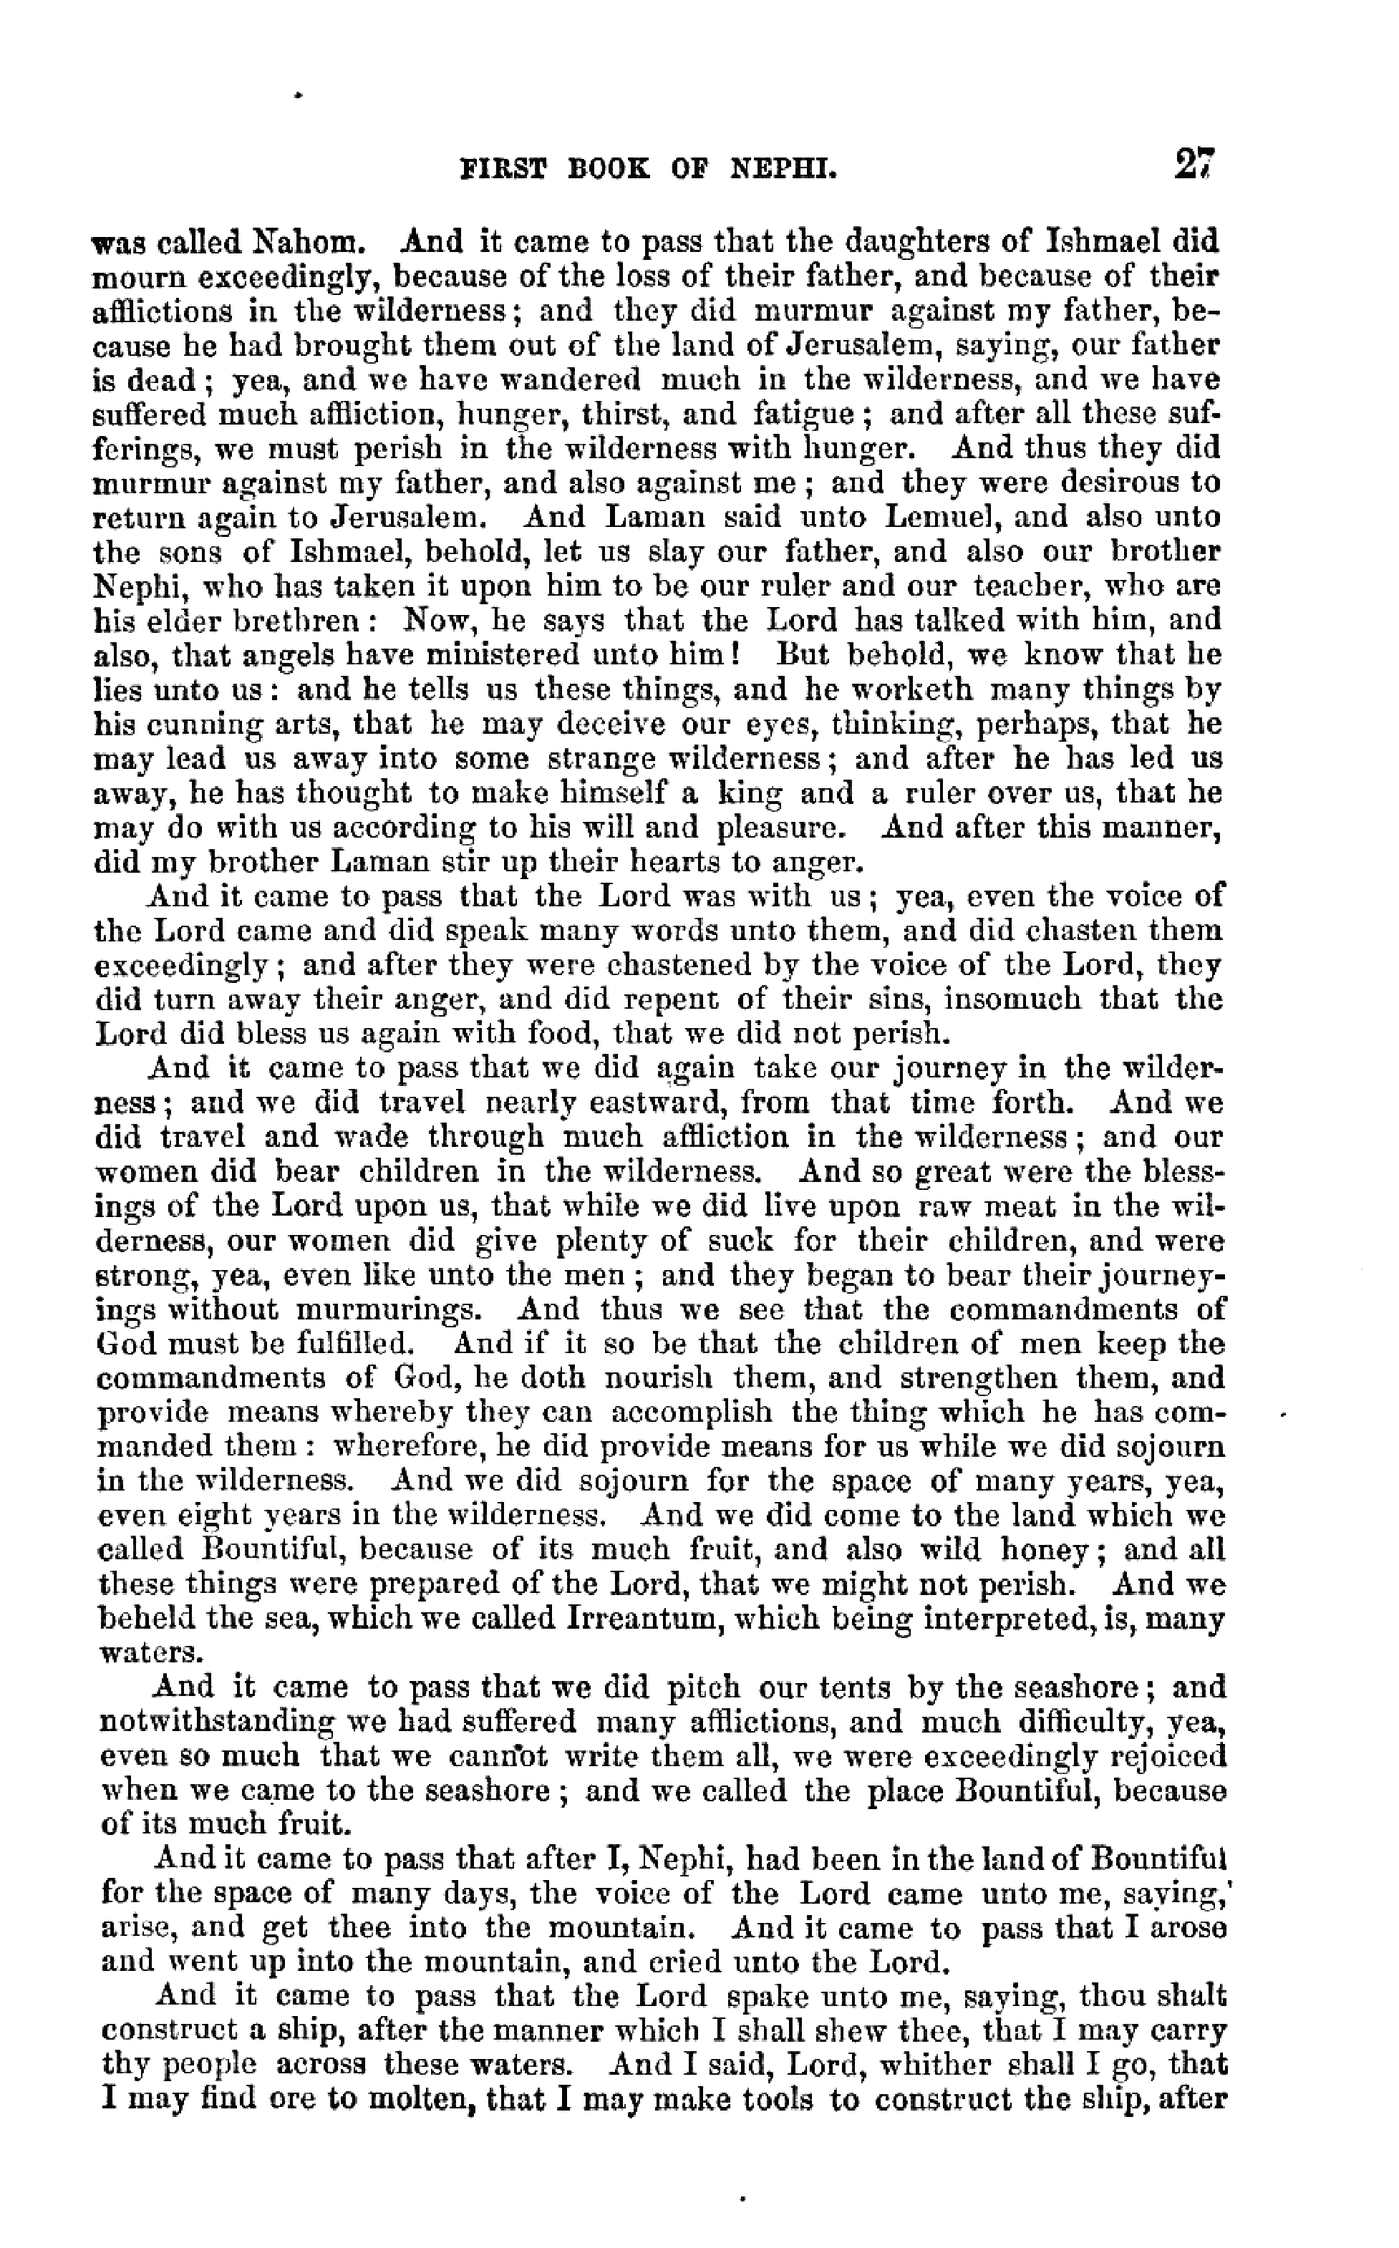 FIRST BOOK OF NEPHI. 27
was called Nahom. And it came to pass that the daughters of Ishmael did
mourn exceedingly, because of the loss of their father, and because of their
afflictions in the wilderness; and they did murmur against my father, be-
cause he had brought them out of the land of Jerusalem, saying, our father
is dead; yea, and we have wandered much in the wilderness, and we have
suffered much affliction, hunger, thirst, and fatigue; and after all these suf-
ferings, we must perish in the wilderness with hunger. And thus they did
murmur against my father, and also against me; and they were desirous to
return again to Jerusalem. And Laman said unto Lemuel, and also unto
the sons of Ishmael, behold, let us slay our father, and also our brother
Nephi, who has taken it upon him to be our ruler and our teacher, who are
his elder brethren: Now, he says that the Lord has talked with him, and
also, that angels have ministered unto him! But behold, we know that he
lies unto us: and he tells us these things, and he worketh many things by
his cunning arts, that he may deceive our eyes, thinking, perhaps, that he
may lead us away into some strange wilderness; and after he has led us
away, he has thought to make himself a king and a ruler over us, that he
may do with us according to his will and pleasure. And after this manner,
did my brother Laman stir up their hearts to anger.
And it came to pass that the Lord was with us; yea, even the voice of
the Lord came and did speak many words unto them, and did chasten them
exceedingly; and after they were chastened by the voice of the Lord, they
did turn away their anger, and did repent of their sins, insomuch that the
Lord did bless us again with food, that we did not perish.
And it came to pass that we did again take our journey in the wilder-
ness; and we did travel nearly eastward, from that time forth. And we
did travel and wade through much affliction in the wilderness; and our
women did bear children in the wilderness. And so great were the bless-
ings of the Lord upon us, that while we did live upon raw meat in the wil-
derness, our women did give plenty of suck for their children, and were
strong, yea, even like unto the men; and they began to bear their journey-
ings without murmurings. And thus we see that the commandments of
God must be fulfilled. And if it so be that the children of men keep the
commandments of God, he doth nourish them, and strengthen them, and
provide means whereby they can accomplish the thing which he has com-
manded them: wherefore, he did provide means for us while we did sojourn
in the wilderness. And we did sojourn for the space of many years, yea,
even eight years in the wilderness. And we did come to the land which we
called Bountiful, because of its much fruit, and also wild honey; and all
these things were prepared of the Lord, that we might not perish. And we
beheld the sea, which we called Irreantum, which being interpreted, is, many
waters.
And it came to pass that we did pitch our tents by the seashore; and
notwithstanding we had suffered many afflictions, and much difficulty, yea,
even so much that we cannot write them all, we were exceedingly rejoiced
when we came to the seashore; and we called the place Bountiful, because
of its much fruit.
And it came to pass that after I, Nephi, had been in the land of Bountiful
for the space of many days, the voice of the Lord came unto me, saying,
arise, and get thee into the mountain. And it came to pass that I arose
and went up into the mountain, and cried unto the Lord.
And it came to pass that the Lord spake unto me, saying, thou shalt
construct a ship, after the manner which I shall shew thee, that I may carry
thy people across these waters. And I said, Lord, whither shall I go, that
I may find ore to molten, that I may make tools to construct the ship, after